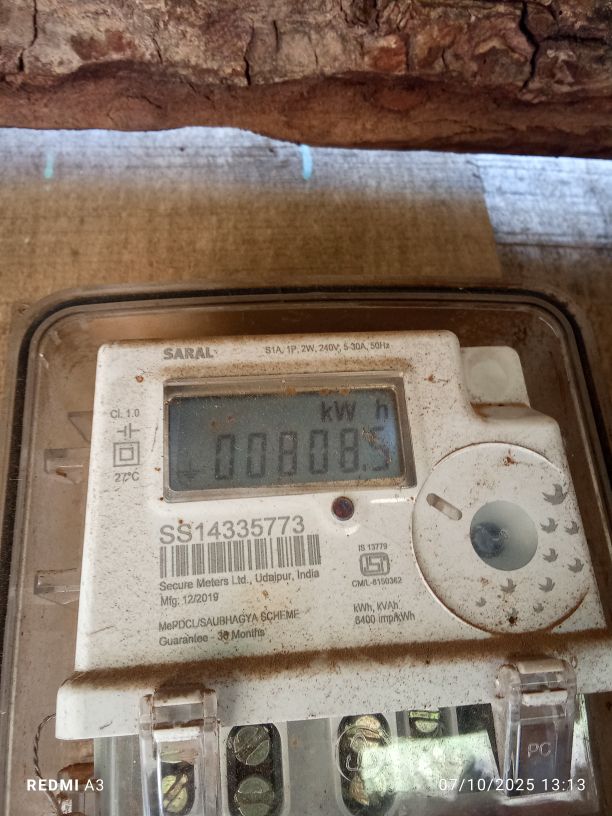 SARAL
S1A, 1P, 2W, 240V, 5-30A, 50Hz
Cl. 1.0
27°C
kW h
00808.5
SS14335773
Secure Meters Ltd., Udaipur, India
Mfg: 12/2019
MePDCL/SAUBHAGYA SCHEME
Guarantee - 36 Months
IS 13779
CM/L-8150362
kWh, KVAh
6400 imp/kWh
S
PC
REDMI A3
07/10/2025 13:13